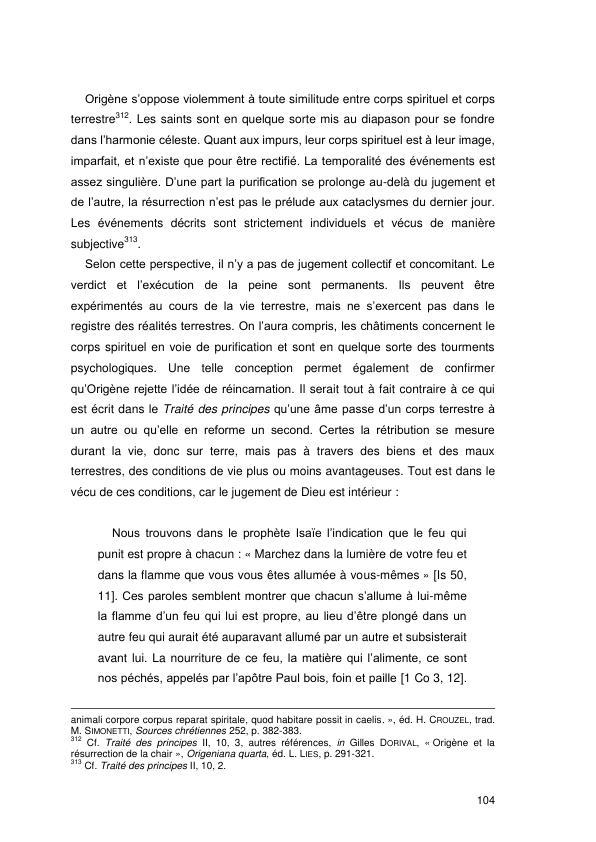 Origène s’oppose violemment à toute similitude entre corps spirituel et corps
terrestre312. Les saints sont en quelque sorte mis au diapason pour se fondre
dans l’harmonie céleste. Quant aux impurs, leur corps spirituel est à leur image,
imparfait, et n’existe que pour être rectifié. La temporalité des événements est
assez singulière. D’une part la purification se prolonge au-delà du jugement et
de l’autre, la résurrection n’est pas le prélude aux cataclysmes du dernier jour.
Les événements décrits sont strictement individuels et vécus de manière
subjective313.
Selon cette perspective, il n’y a pas de jugement collectif et concomitant. Le
verdict et l’exécution de la peine sont permanents. Ils peuvent être
expérimentés au cours de la vie terrestre, mais ne s’exercent pas dans le
registre des réalités terrestres. On l’aura compris, les châtiments concernent le
corps spirituel en voie de purification et sont en quelque sorte des tourments
psychologiques. Une telle conception permet également de confirmer
qu’Origène rejette l’idée de réincarnation. Il serait tout à fait contraire à ce qui
est écrit dans le Traité des principes qu’une âme passe d’un corps terrestre à
un autre ou qu’elle en reforme un second. Certes la rétribution se mesure
durant la vie, donc sur terre, mais pas à travers des biens et des maux
terrestres, des conditions de vie plus ou moins avantageuses. Tout est dans le
vécu de ces conditions, car le jugement de Dieu est intérieur :
Nous trouvons dans le prophète Isaïe l’indication que le feu qui
punit est propre à chacun : « Marchez dans la lumière de votre feu et
dans la flamme que vous vous êtes allumée à vous-mêmes » [Is 50,
11]. Ces paroles semblent montrer que chacun s’allume à lui-même
la flamme d’un feu qui lui est propre, au lieu d’être plongé dans un
autre feu qui aurait été auparavant allumé par un autre et subsisterait
avant lui. La nourriture de ce feu, la matière qui l’alimente, ce sont
nos péchés, appelés par l’apôtre Paul bois, foin et paille [1 Co 3, 12].
animali corpore corpus reparat spiritale, quod habitare possit in caelis. », éd. H. CROUZEL, trad.
M. SIMONETTI, Sources chrétiennes 252, p. 382-383.
312 Cf. Traité des principes II, 10, 3, autres références, in Gilles DORIVAL, « Origène et la
résurrection de la chair », Origeniana quarta, éd. L. LIES, p. 291-321.
313 Cf. Traité des principes II, 10, 2.
104